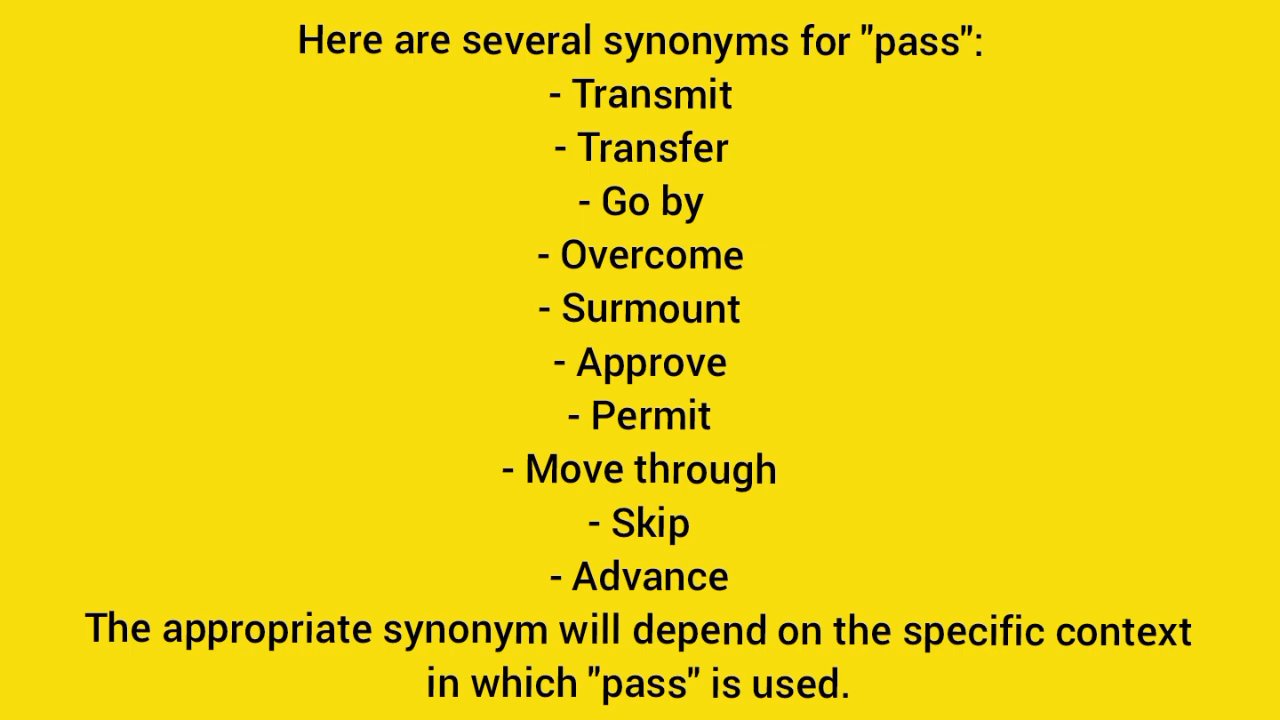 Here are several synonyms for "pass":
- Transmit
- Transfer
- Go by
- Overcome
- Surmount
- Approve
- Permit
- Move through
- Skip
- Advance
The appropriate synonym will depend on the specific context
in which "pass" is used.